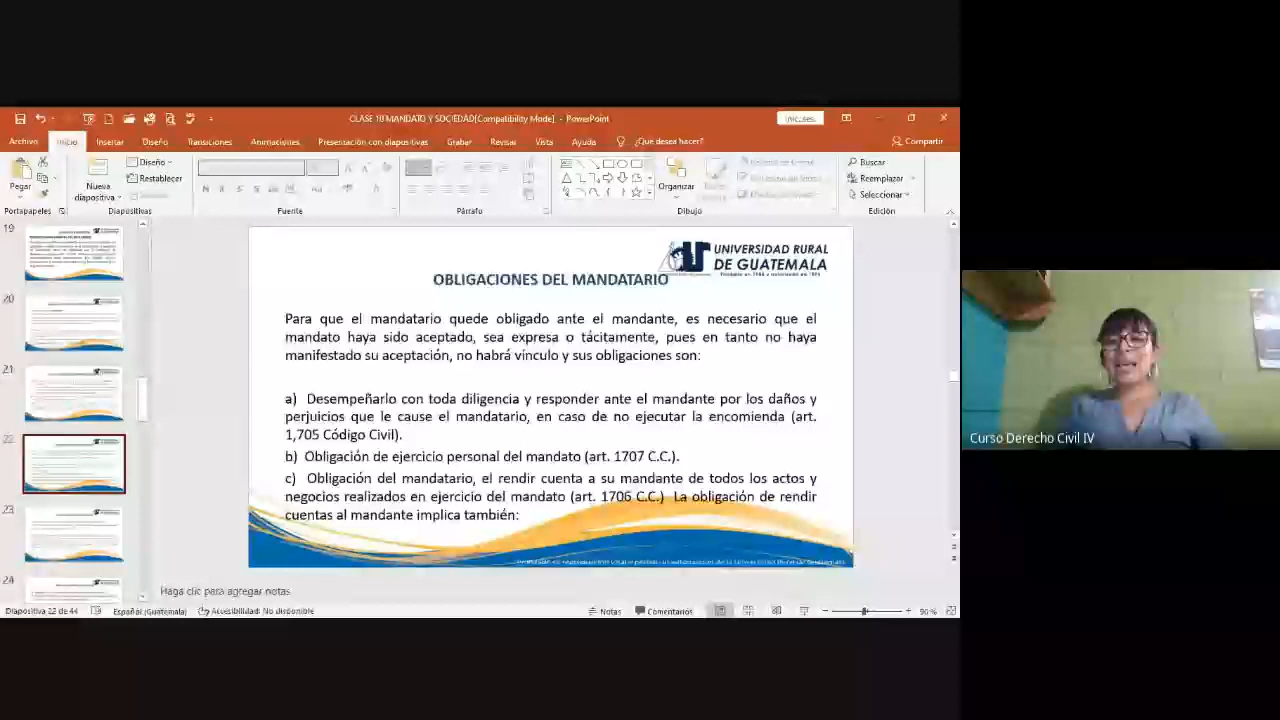 CLASE 10 MANDATO Y SOCIEDAD[Compatibility Mode] - PowerPoint
Archivo Inicio Insertar Diseño Transiciones Animaciones Presentación con diapositivas Grabar Revisar Vista Ayuda ¿Qué desea hacer? Compartir
Pegar
Nueva diapositiva
Diseño
Restablecer
Organizar
Buscar
Reemplazar
Seleccionar
Portapapeles Diapositivas Fuente Párrafo Dibujo Edición
19
20
21
22
23
24
UNIVERSIDAD RURAL
DE GUATEMALA
OBLIGACIONES DEL MANDATARIO
Para que el mandatario quede obligado ante el mandante, es necesario que el
mandato haya sido aceptado, sea expresa o tácitamente, pues en tanto no haya
manifestado su aceptación, no habrá vínculo y sus obligaciones son:
a) Desempeñarlo con toda diligencia y responder ante el mandante por los daños y
perjuicios que le cause el mandatario, en caso de no ejecutar la encomienda (art.
1,705 Código Civil).
b) Obligación de ejercicio personal del mandato (art. 1707 C.C.).
c) Obligación del mandatario, el rendir cuenta a su mandante de todos los actos y
negocios realizados en ejercicio del mandato (art. 1706 C.C.) La obligación de rendir
cuentas al mandante implica también:
Haga clic para agregar notas
Diapositiva 22 de 44 Español (Guatemala) Accesibilidad: No disponible Notas Comentarios 90 %
Curso Derecho Civil IV